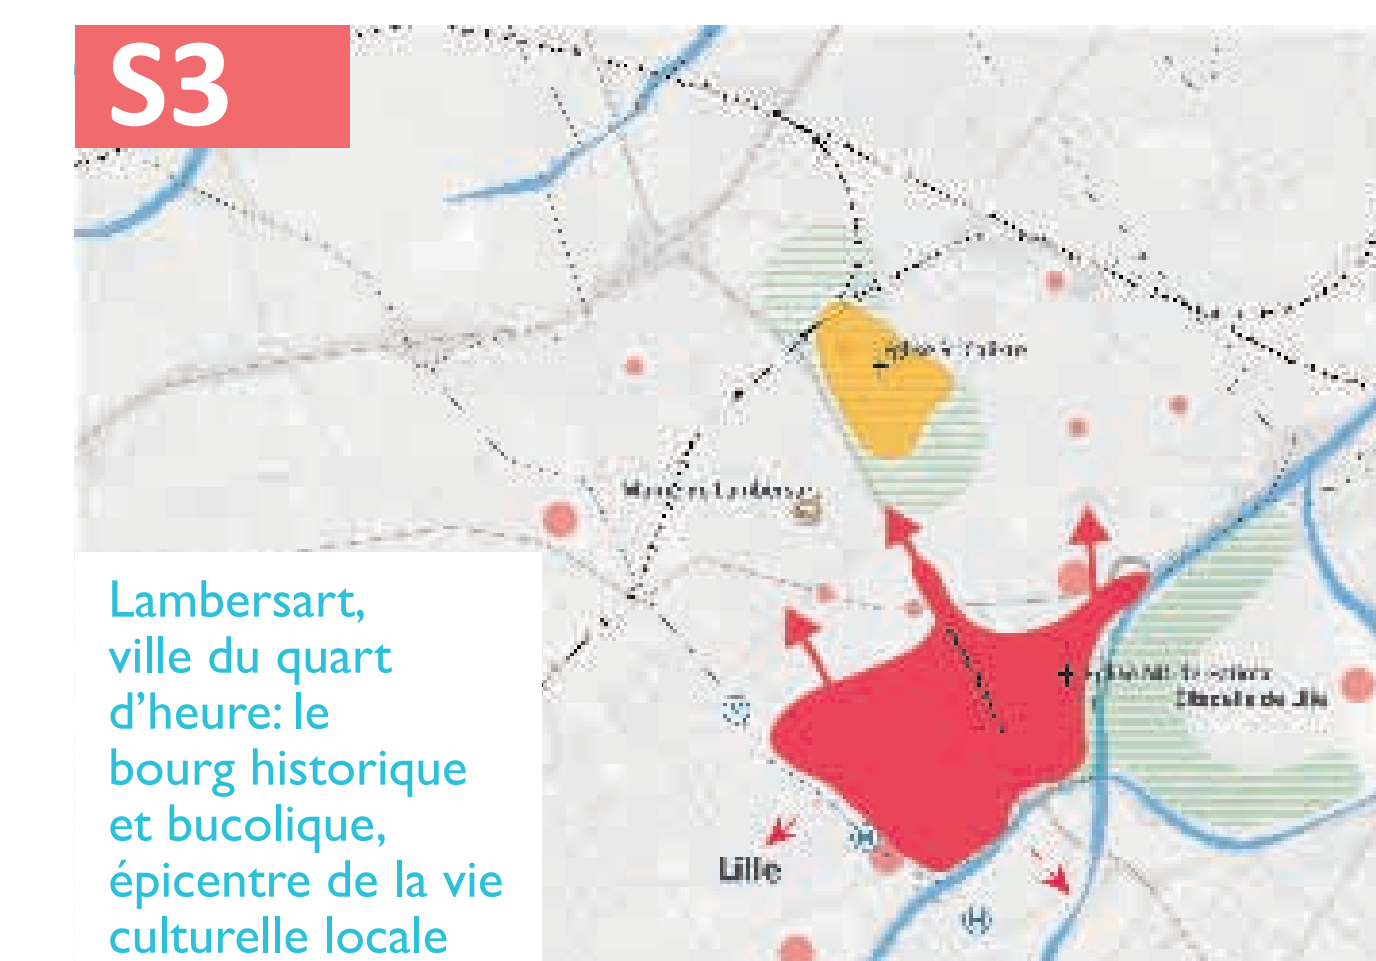 S3
Lambersart,
ville du quart
d’heure: le
bourg historique
et bucolique,
épicentre de la vie
culturelle locale
Lille